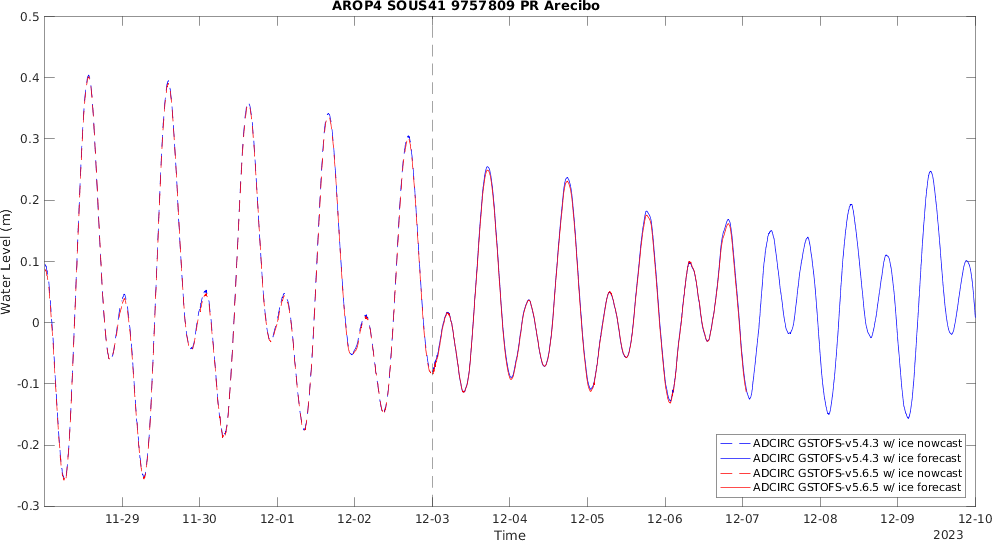 AROP4 SOUS41 9757809 PR Arecibo
0.5
0.4
0.3
0.2
0.1
0
-0.1
-0.2
-0.3
Water Level (m)
11-29 11-30 12-01 12-02 12-03 12-04 12-05 12-06 12-07 12-08 12-09 12-10
Time
2023
ADCIRC GSTOFS-v5.4.3 w/ ice nowcast
ADCIRC GSTOFS-v5.4.3 w/ ice forecast
ADCIRC GSTOFS-v5.6.5 w/ ice nowcast
ADCIRC GSTOFS-v5.6.5 w/ ice forecast